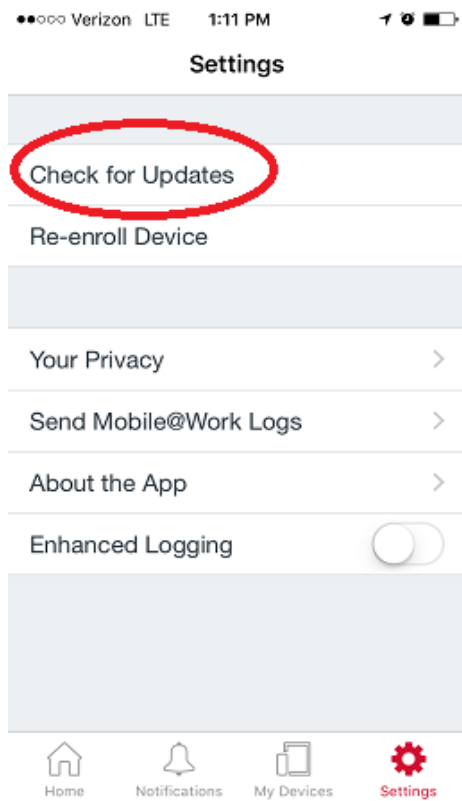 Verizon LTE 1:11 PM
Settings
Check for Updates
Re-enroll Device
Your Privacy
Send Mobile@Work Logs
About the App
Enhanced Logging
Home Notifications My Devices Settings